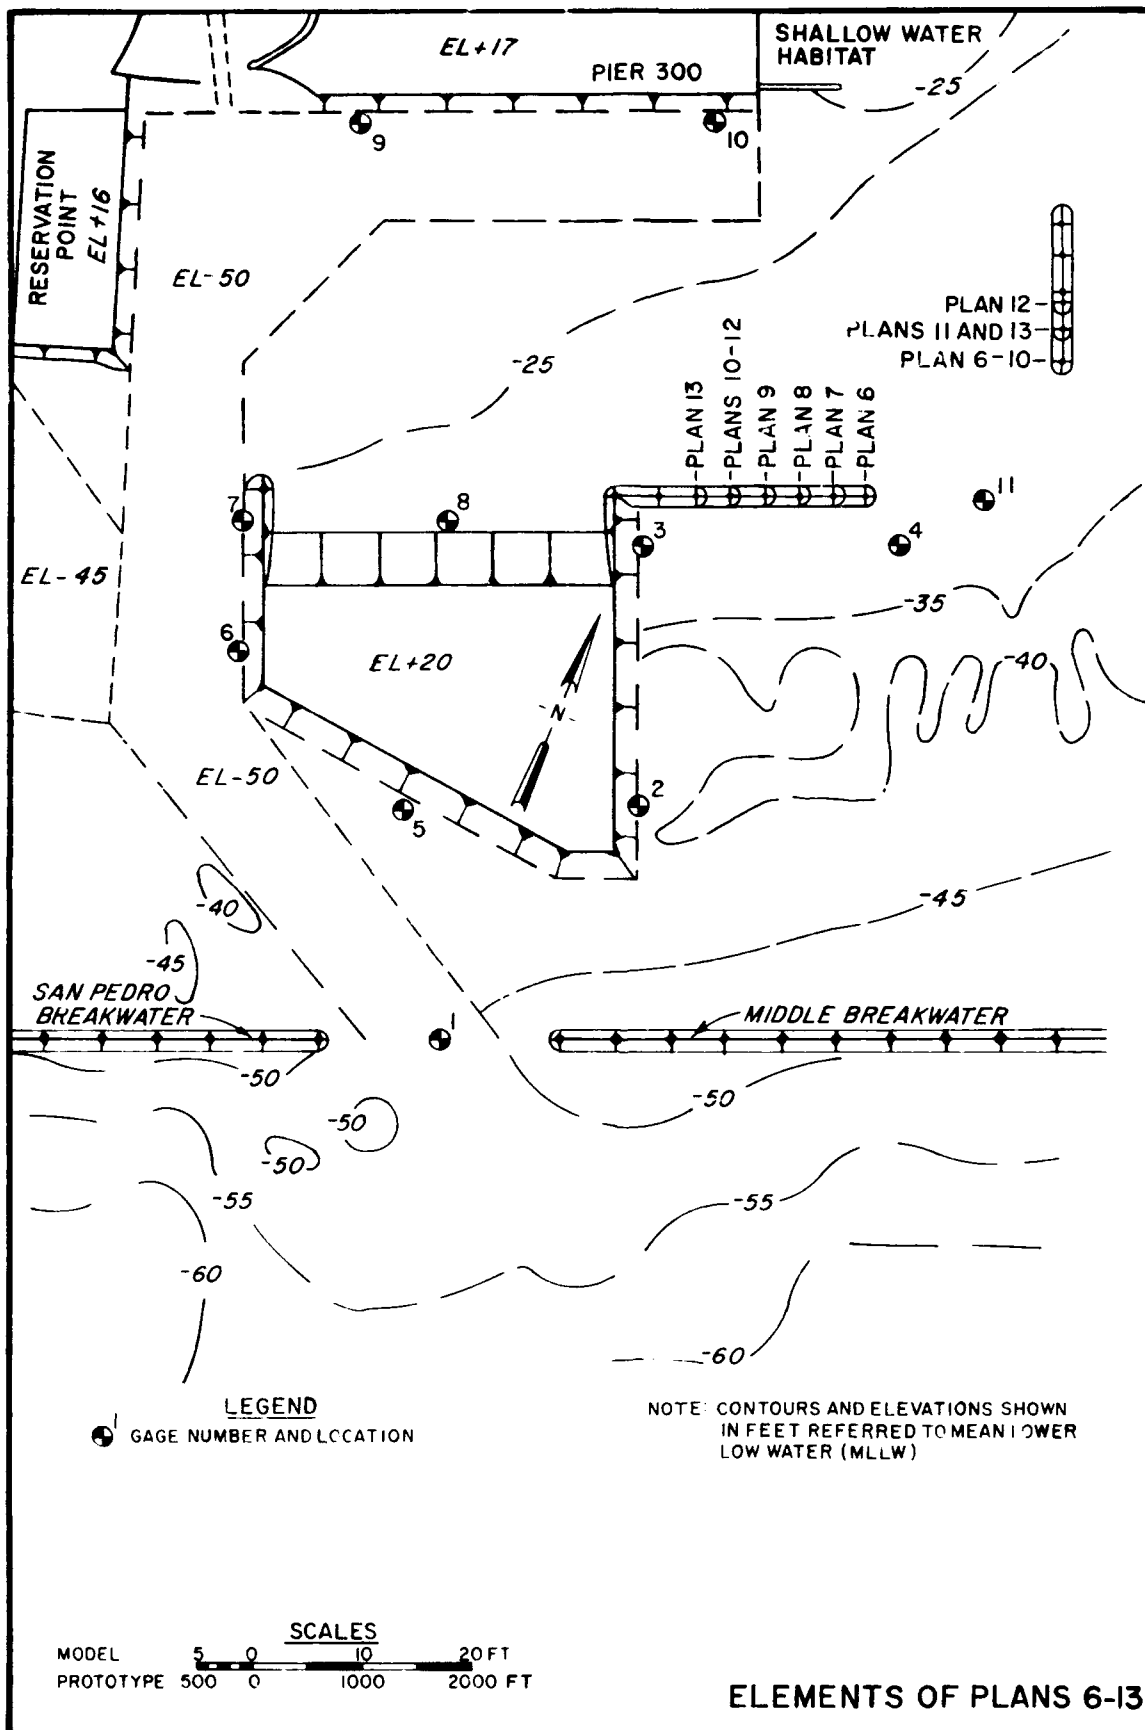 EL+17
SHALLOW WATER
HABITAT
PIER 300
-25
9
10
RESERVATION
POINT
EL+16
EL-50
PLAN 12
PLANS 11 AND 13
PLAN 6-10
-25
PLAN 13
PLANS 10-12
PLAN 9
PLAN 8
PLAN 7
PLAN 6
7
8
3
4
11
EL-45
-35
6
EL+20
-40
N
EL-50
5
2
-40
-45
-45
SAN PEDRO
BREAKWATER
1
MIDDLE BREAKWATER
-50
-50
-50
-50
-55
-55
-60
-60
LEGEND
1
GAGE NUMBER AND LOCATION
NOTE: CONTOURS AND ELEVATIONS SHOWN
IN FEET REFERRED TO MEAN LOWER
LOW WATER (MLLW)
SCALES
MODEL 5 0 10 20 FT
PROTOTYPE 500 0 1000 2000 FT
ELEMENTS OF PLANS 6-13